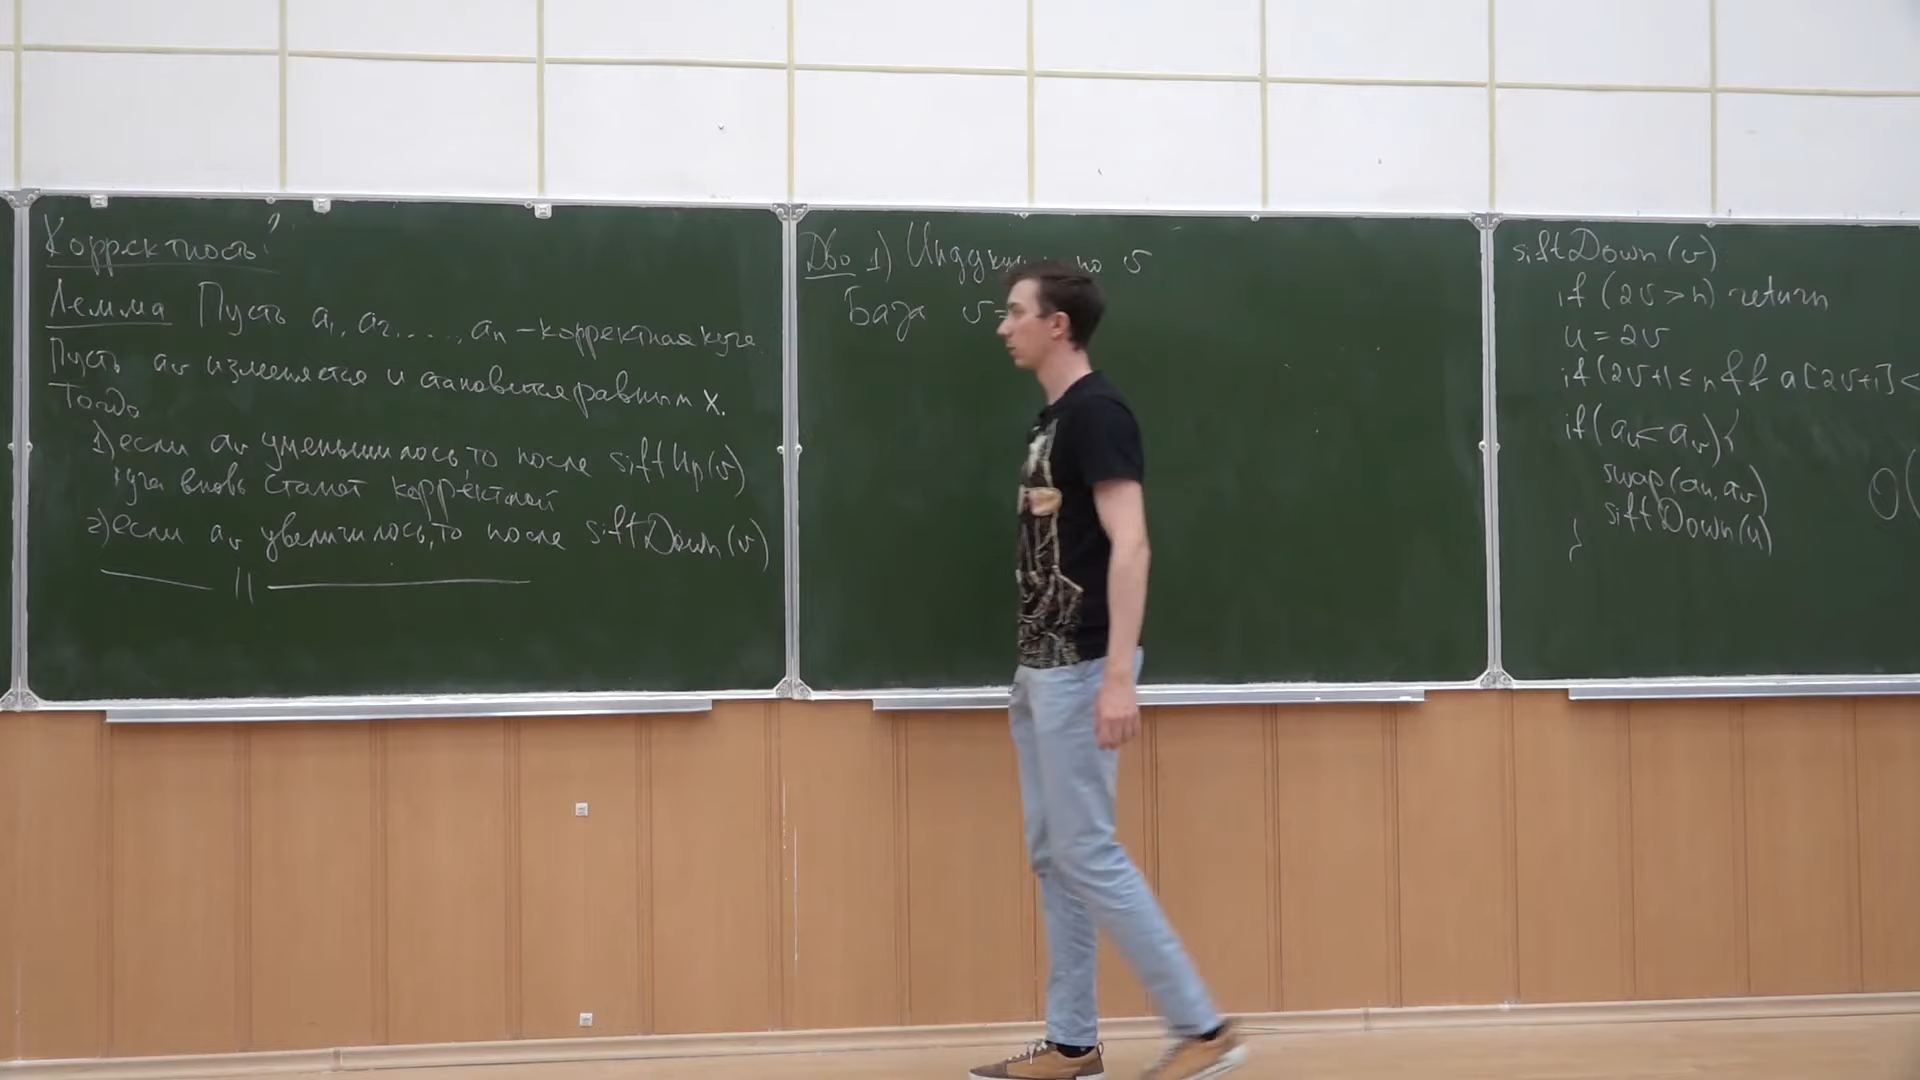 Корректность?
Лемма Пусть a₁, a₂, ...., aₙ – корректная куча
Пусть aᵥ изменяется и становится равным x.
Тогда
1) если aᵥ уменьшилось, то после siftUp(v)
куча вновь станет корректной
2) если aᵥ увеличилось, то после siftDown(v)
—— || ——
Д-во 1) по v
База v=
siftDown(v)
if (2v > n) return
u = 2v
if (2v+1 ≤ n && a[2v+1] <
if (aᵤ < aᵥ) {
swap(aᵤ, aᵥ)
siftDown(u)
}
O(